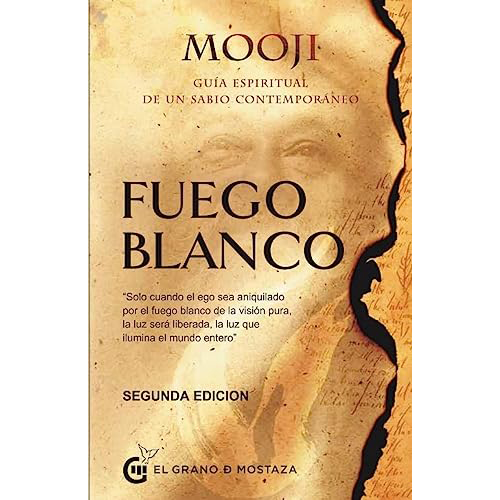 MOOJI
GUÍA ESPIRITUAL
DE UN SABIO CONTEMPORÁNEO
FUEGO
BLANCO
“Solo cuando el ego sea aniquilado
por el fuego blanco de la visión pura,
la luz será liberada, la luz que
ilumina el mundo entero”
SEGUNDA EDICION
EL GRANO Ð MOSTAZA